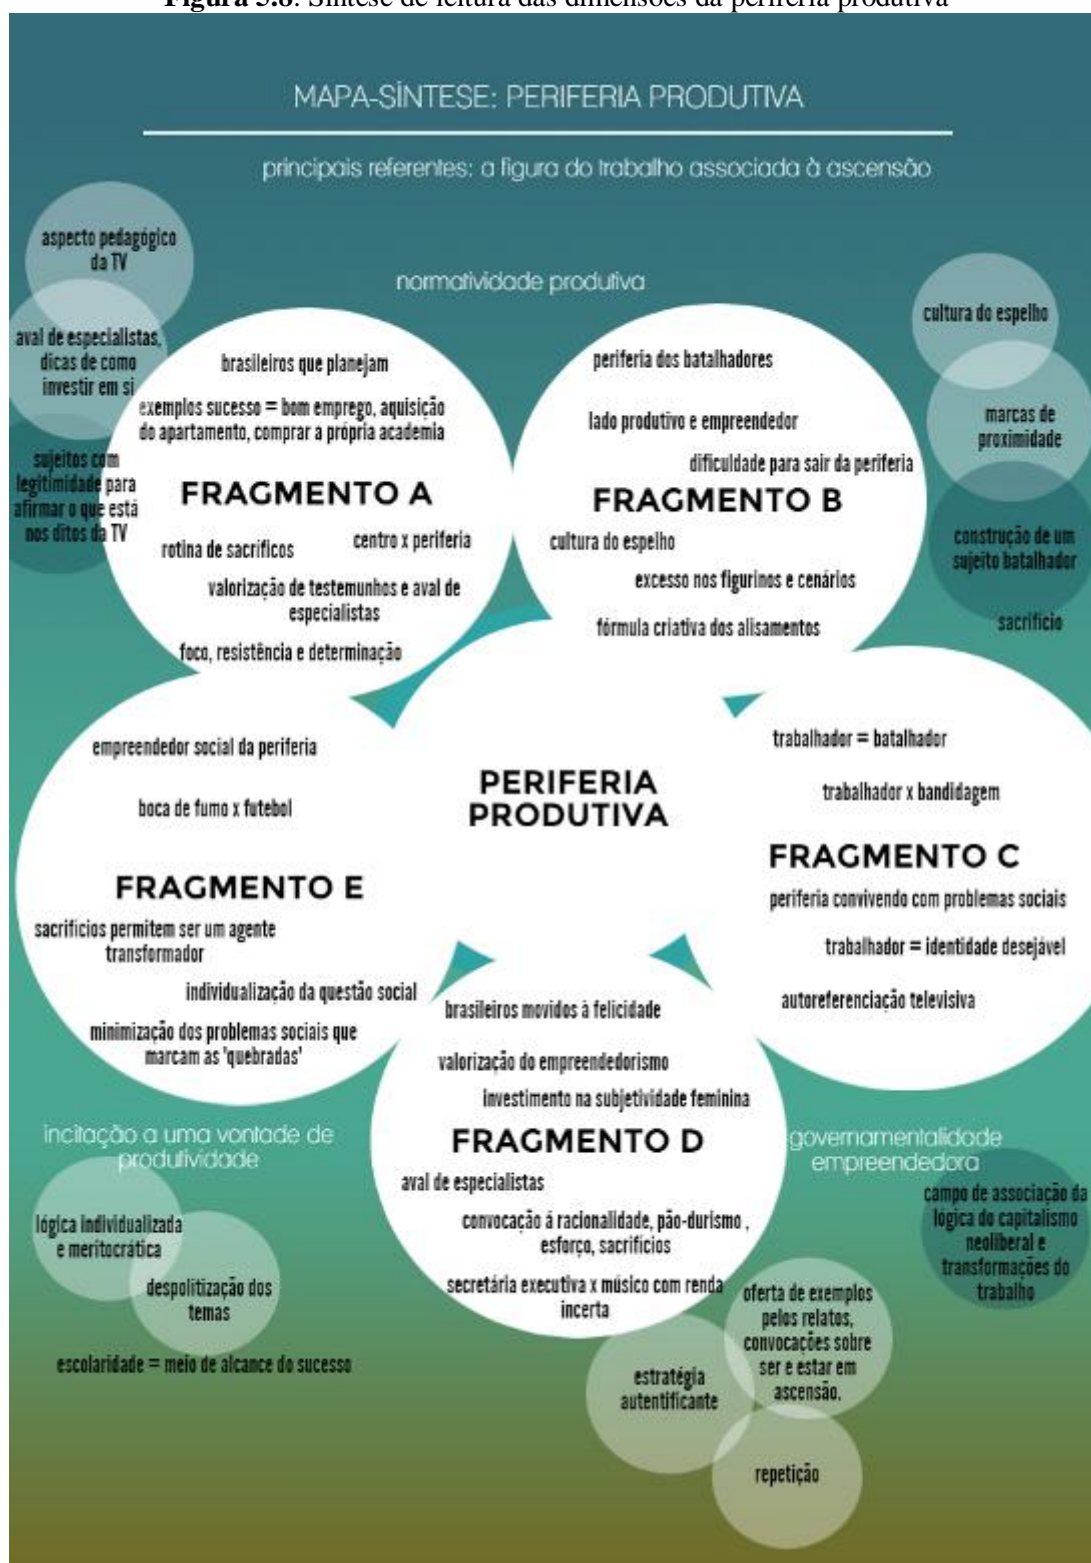 Figura 5.8: Síntese de leitura das dimensões da periferia produtiva
MAPA-SÍNTESE: PERIFERIA PRODUTIVA
principais referentes: a figura do trabalho associada à ascensão
normatividade produtiva
aspecto pedagógico
da TV
aval de especialistas,
dicas de como
investir em si
sujeitos com
legitimidade para
afirmar o que está
nos ditos da TV
brasileiros que planejam
exemplos sucesso = bom emprego, aquisição
do apartamento, comprar a própria academia
FRAGMENTO A
rotina de sacríficos
centro x periferia
valorização de testemunhos e aval de
especialistas
foco, resistência e determinação
periferia dos batalhadores
lado produtivo e empreendedor
dificuldade para sair da periferia
FRAGMENTO B
cultura do espelho
excesso nos figurinos e cenários
fórmula criativa dos alisamentos
cultura do espelho
marcas de
proximidade
construção de um
sujeito batalhador
sacrifício
empreendedor social da periferia
boca de fumo x futebol
FRAGMENTO E
sacrifícios permitem ser um agente
transformador
individualização da questão social
minimização dos problemas sociais que
marcam as 'quebradas'
PERIFERIA
PRODUTIVA
trabalhador = batalhador
trabalhador x bandidagem
FRAGMENTO C
periferia convivendo com problemas sociais
trabalhador = identidade desejável
autoreferenciação televisiva
brasileiros movidos à felicidade
valorização do empreendedorismo
investimento na subjetividade feminina
FRAGMENTO D
aval de especialistas
convocação à racionalidade, pão-durismo ,
esforço, sacrifícios
secretária executiva x músico com renda
incerta
incitação a uma vontade de
produtividade
lógica individualizada
e meritocrática
despolitização dos
temas
escolaridade = meio de alcance do sucesso
governamentalidade
empreendedora
campo de associação da
lógica do capitalismo
neoliberal e
transformações do
trabalho
oferta de exemplos
pelos relatos,
convocações sobre
ser e estar em
ascensão.
estratégia
autentificante
repetição